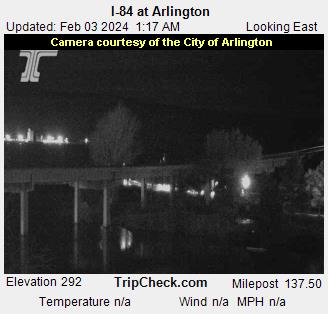 I-84 at Arlington
Updated: Feb 03 2024 1:17 AM Looking East
Camera courtesy of the City of Arlington
Elevation 292 TripCheck.com Milepost 137.50
Temperature n/a Wind n/a MPH n/a